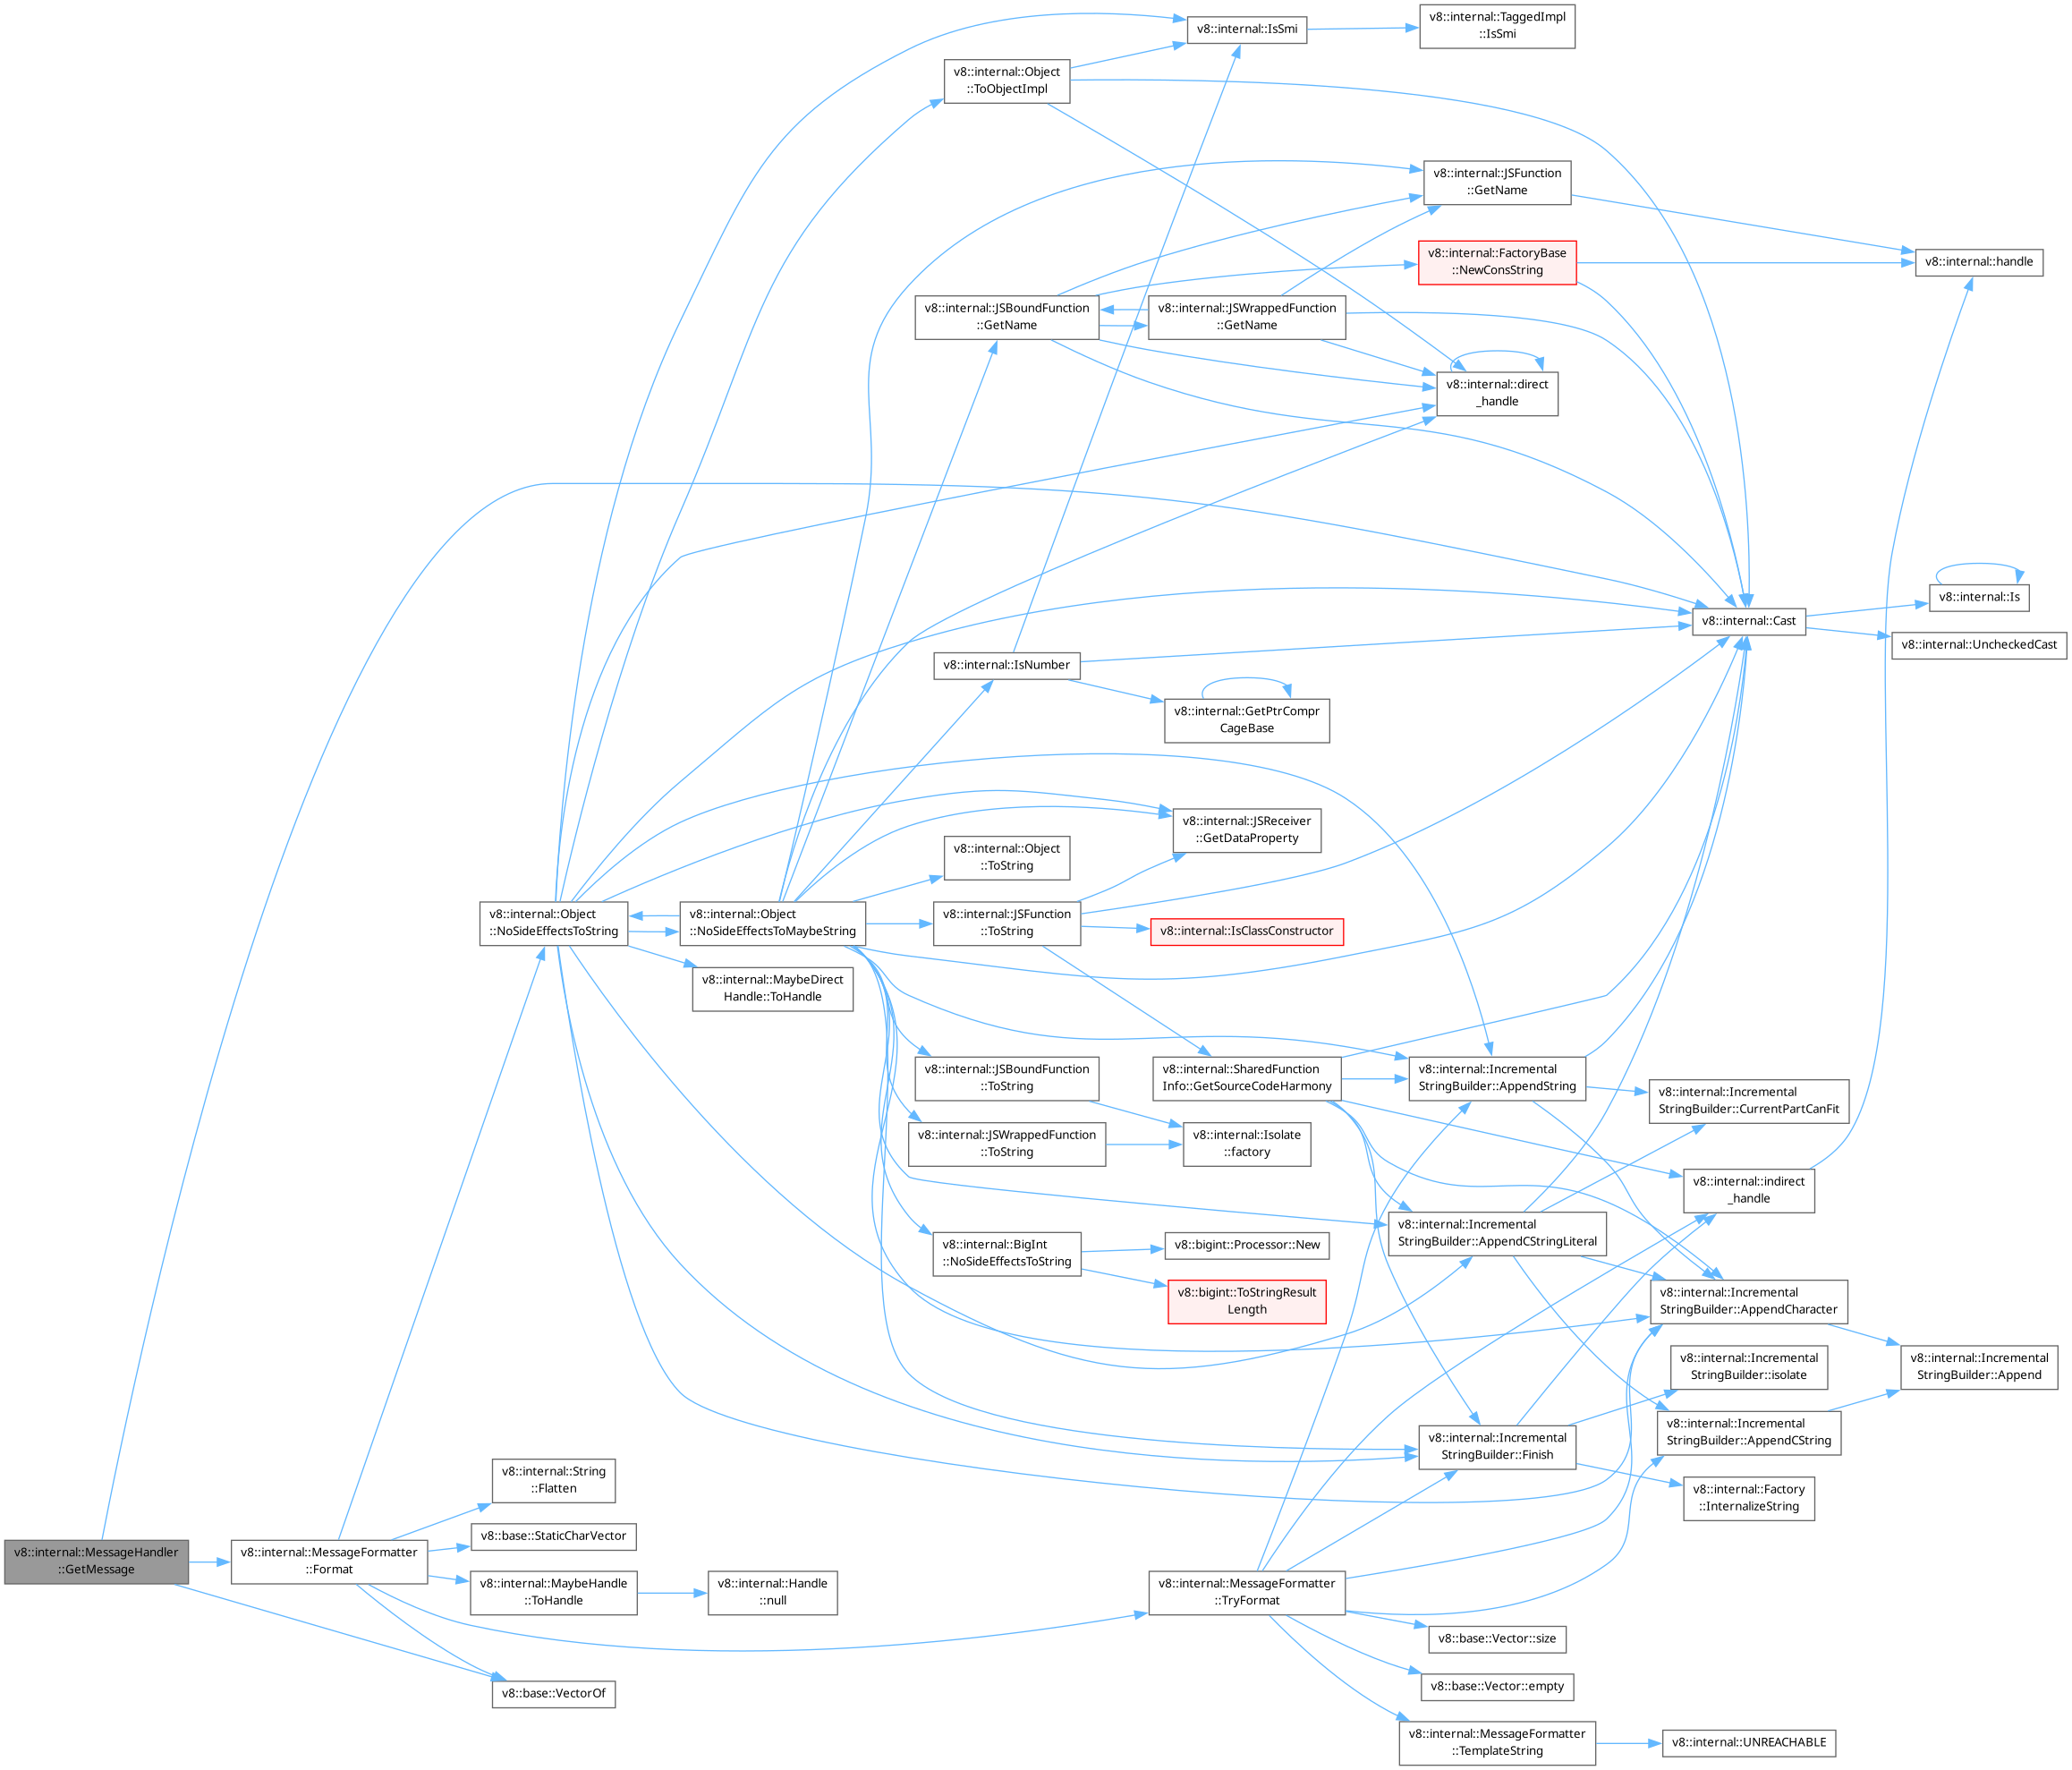 v8::internal::MessageHandler
::GetMessage
v8::internal::MessageFormatter
::Format
v8::internal::String
::Flatten
v8::base::StaticCharVector
v8::internal::MaybeHandle
::ToHandle
v8::internal::Handle
::null
v8::base::VectorOf
v8::internal::Object
::NoSideEffectsToString
v8::internal::Object
::NoSideEffectsToMaybeString
v8::internal::MaybeDirect
Handle::ToHandle
v8::internal::IsSmi
v8::internal::TaggedImpl
::IsSmi
v8::internal::Object
::ToObjectImpl
v8::internal::JSFunction
::GetName
v8::internal::FactoryBase
::NewConsString
v8::internal::handle
v8::internal::JSBoundFunction
::GetName
v8::internal::JSWrappedFunction
::GetName
v8::internal::direct
_handle
v8::internal::Is
v8::internal::Cast
v8::internal::UncheckedCast
v8::internal::IsNumber
v8::internal::GetPtrCompr
CageBase
v8::internal::JSReceiver
::GetDataProperty
v8::internal::Object
::ToString
v8::internal::JSFunction
::ToString
v8::internal::IsClassConstructor
v8::internal::JSBoundFunction
::ToString
v8::internal::SharedFunction
Info::GetSourceCodeHarmony
v8::internal::Incremental
StringBuilder::AppendString
v8::internal::Incremental
StringBuilder::CurrentPartCanFit
v8::internal::JSWrappedFunction
::ToString
v8::internal::Isolate
::factory
v8::internal::indirect
_handle
v8::internal::Incremental
StringBuilder::AppendCStringLiteral
v8::internal::BigInt
::NoSideEffectsToString
v8::bigint::Processor::New
v8::bigint::ToStringResult
Length
v8::internal::Incremental
StringBuilder::AppendCharacter
v8::internal::Incremental
StringBuilder::isolate
v8::internal::Incremental
StringBuilder::Append
v8::internal::Incremental
StringBuilder::AppendCString
v8::internal::Incremental
StringBuilder::Finish
v8::internal::Factory
::InternalizeString
v8::internal::MessageFormatter
::TryFormat
v8::base::Vector::size
v8::base::Vector::empty
v8::internal::MessageFormatter
::TemplateString
v8::internal::UNREACHABLE